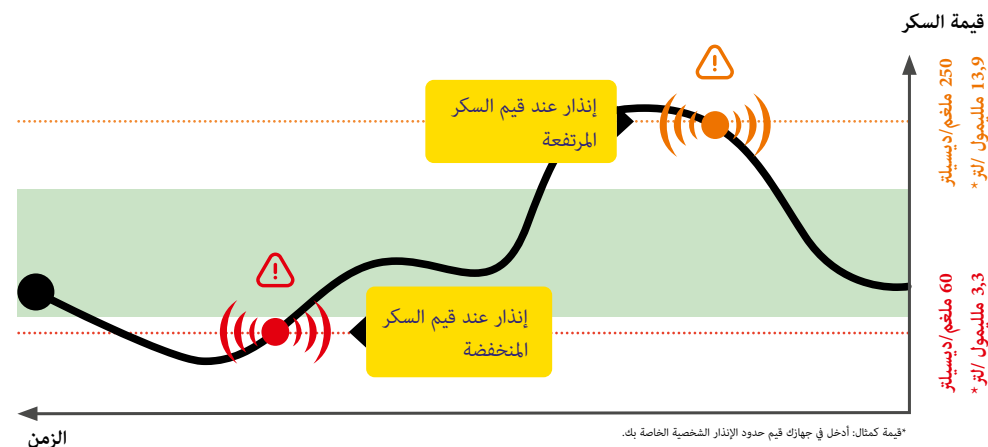 قيمة السكر
250 ملغم/ديسيلتر
13,9 ملليمول /لتر*
إنذار عند قيم السكر
المرتفعة
إنذار عند قيم السكر
المنخفضة
60 ملغم/ديسيلتر
3,3 ملليمول /لتر*
*قيمة كمثال: أدخل في جهازك قيم حدود الإنذار الشخصية الخاصة بك.
الزمن